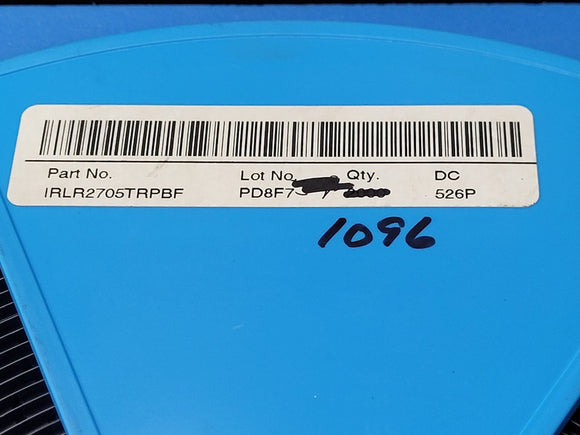 Part No. Lot No. Qty. DC
IRLR2705TRPBF PD8F7 526P
1096